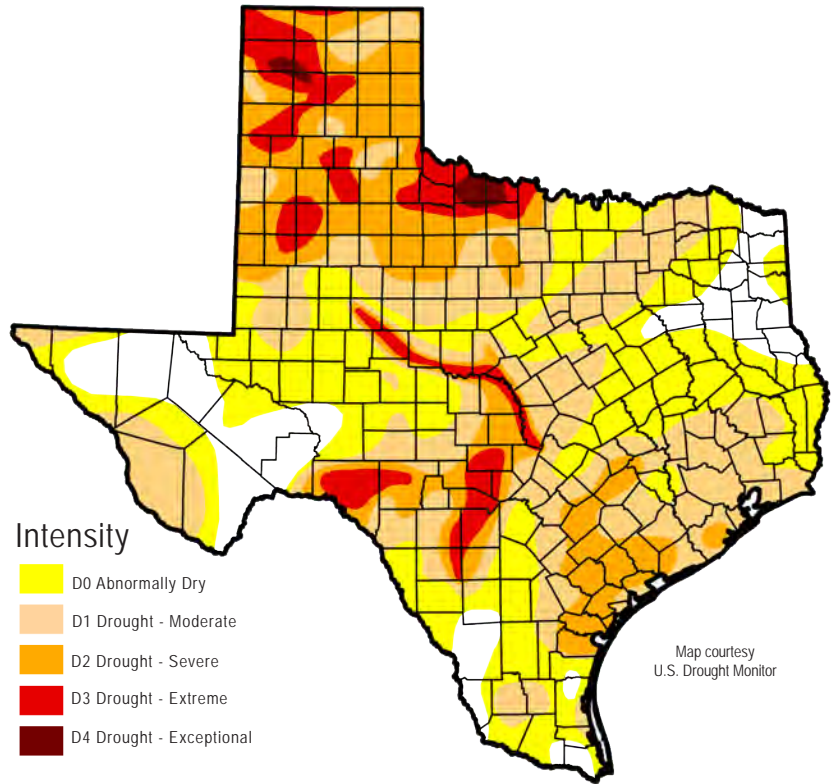 Intensity
D0 Abnormally Dry
D1 Drought - Moderate
D2 Drought - Severe
D3 Drought - Extreme
D4 Drought - Exceptional
Map courtesy
U.S. Drought Monitor